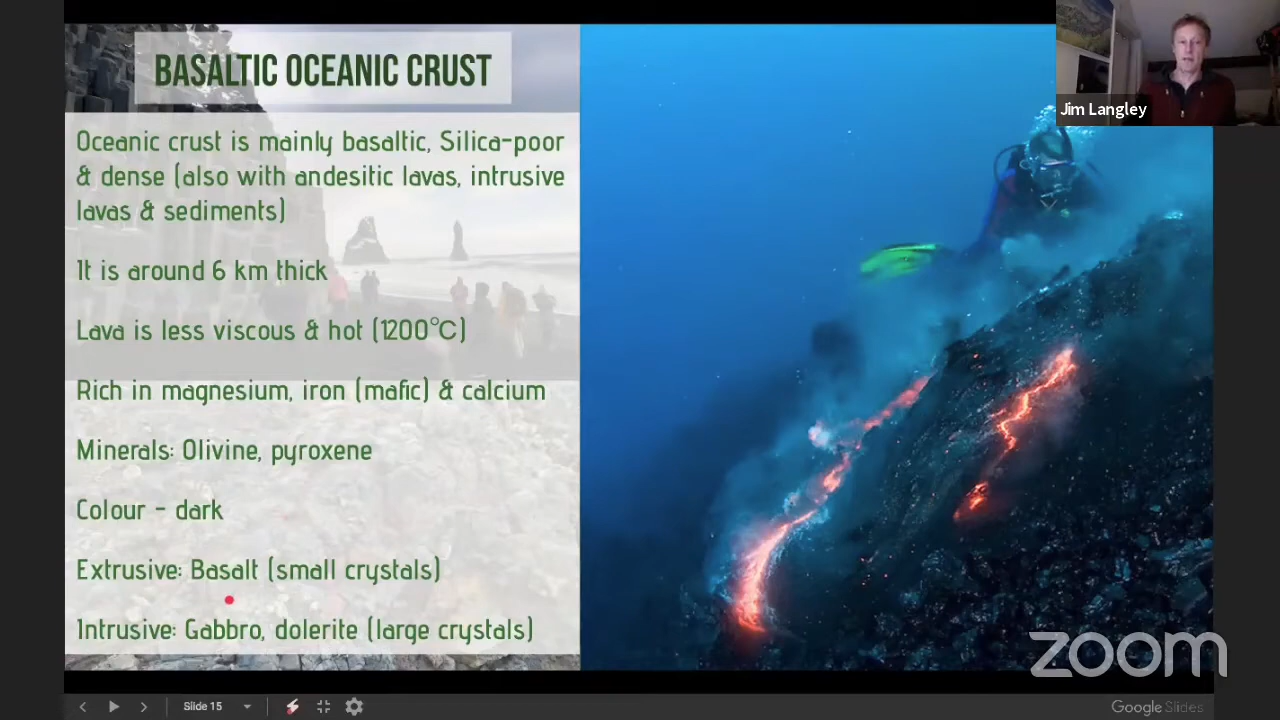 BASALTIC OCEANIC CRUST
Jim Langley
Oceanic crust is mainly basaltic, Silica-poor
& dense (also with andesitic lavas, intrusive
lavas & sediments)
It is around 6 km thick
Lava is less viscous & hot (1200°C)
Rich in magnesium, iron (mafic) & calcium
Minerals: Olivine, pyroxene
Colour - dark
Extrusive: Basalt (small crystals)
Intrusive: Gabbro, dolerite (large crystals)
zoom
Slide 15
Google Slides